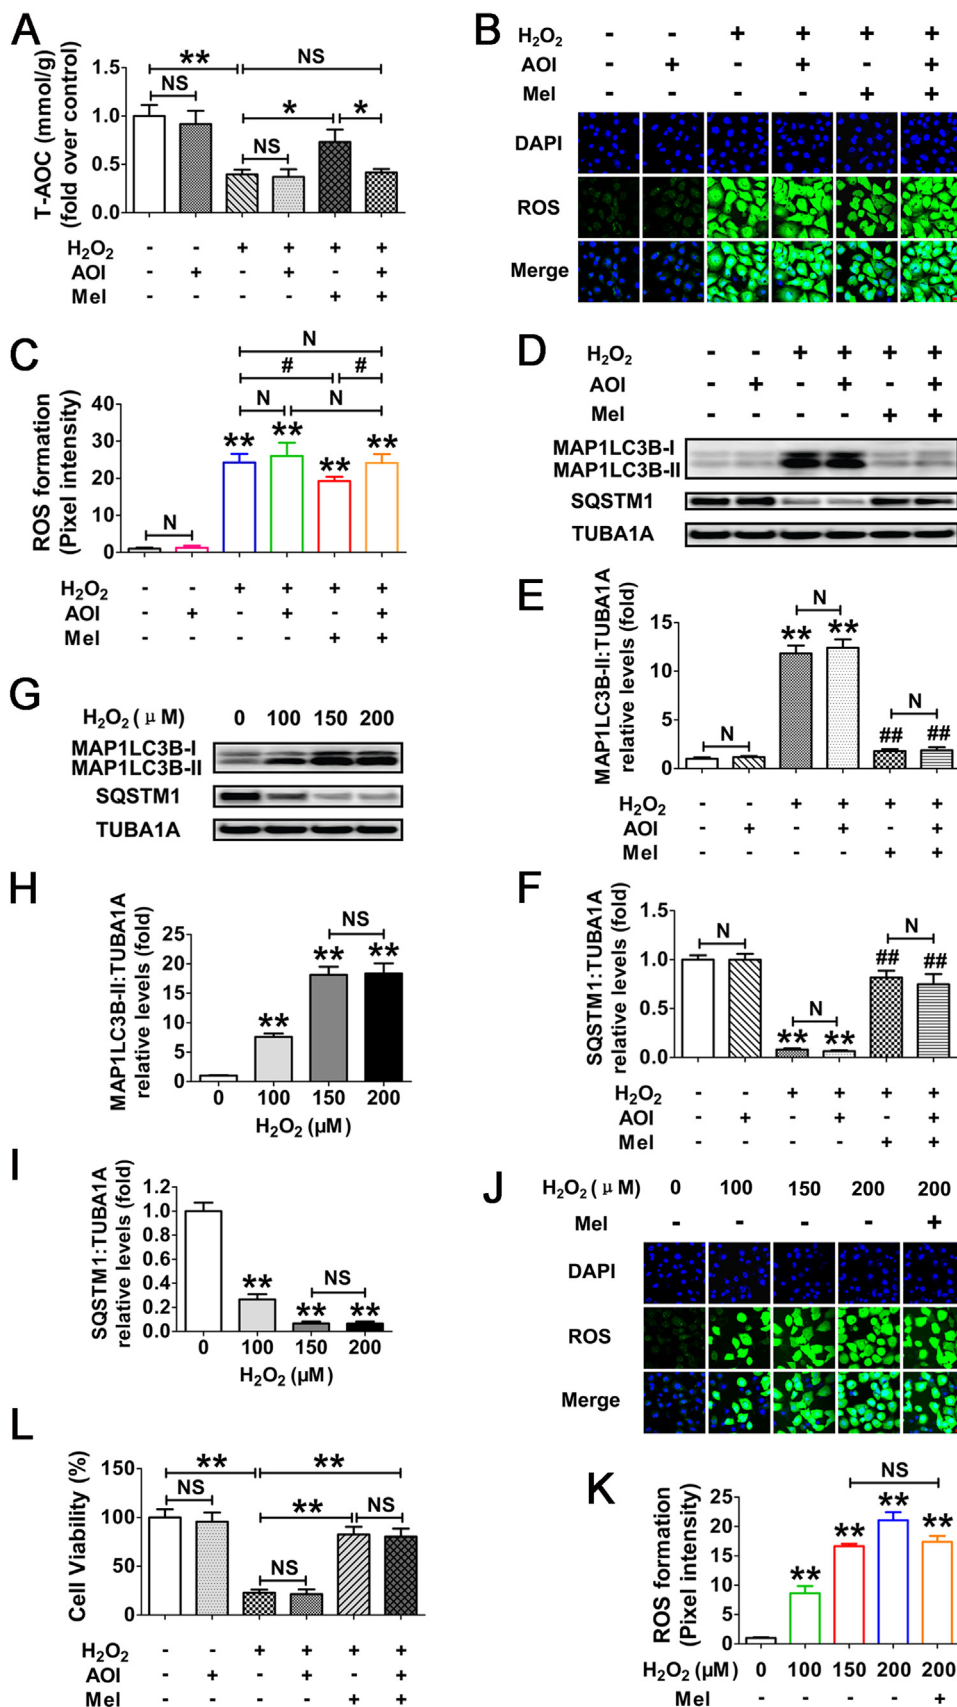 A
T-AOC (mmol/g)
(fold over control)
1.5
1.0
0.5
0.0
** NS
NS * *
NS
H₂O₂ - - + + + +
AOI - + - + - +
Mel - - - - + +
B
H₂O₂ - - + + + +
AOI - + - + - +
Mel - - - - + +
DAPI
ROS
Merge
C
ROS formation
(Pixel intensity)
40
30
20
10
0
N
# #
N N
** ** ** **
N
H₂O₂ - - + + + +
AOI - + - + - +
Mel - - - - + +
D
H₂O₂ - - + + + +
AOI - + - + - +
Mel - - - - + +
MAP1LC3B-I
MAP1LC3B-II
SQSTM1
TUBA1A
E
MAP1LC3B-II:TUBA1A
relative levels (fold)
15
10
5
0
N
** **
N
## ##
N
H₂O₂ - - + + + +
AOI - + - + - +
Mel - - - - + +
G
H₂O₂ (μM) 0 100 150 200
MAP1LC3B-I
MAP1LC3B-II
SQSTM1
TUBA1A
H
MAP1LC3B-II:TUBA1A
relative levels (fold)
25
20
15
10
5
0
NS
** ** **
0 100 150 200
H₂O₂ (μM)
F
SQSTM1:TUBA1A
relative levels (fold)
1.5
1.0
0.5
0.0
N N
## ##
N
** **
H₂O₂ - - + + + +
AOI - + - + - +
Mel - - - - + +
I
SQSTM1:TUBA1A
relative levels (fold)
1.2
1.0
0.8
0.6
0.4
0.2
0.0
NS
** ** **
0 100 150 200
H₂O₂ (μM)
J
H₂O₂ (μM) 0 100 150 200 200
Mel - - - - +
DAPI
ROS
Merge
L
Cell Viability (%)
150
100
50
0
** **
NS ** NS
NS
H₂O₂ - - + + + +
AOI - + - + - +
Mel - - - - + +
K
ROS formation
(Pixel intensity)
25
20
15
10
5
0
NS
** ** ** **
H₂O₂ (μM) 0 100 150 200 200
Mel - - - - +